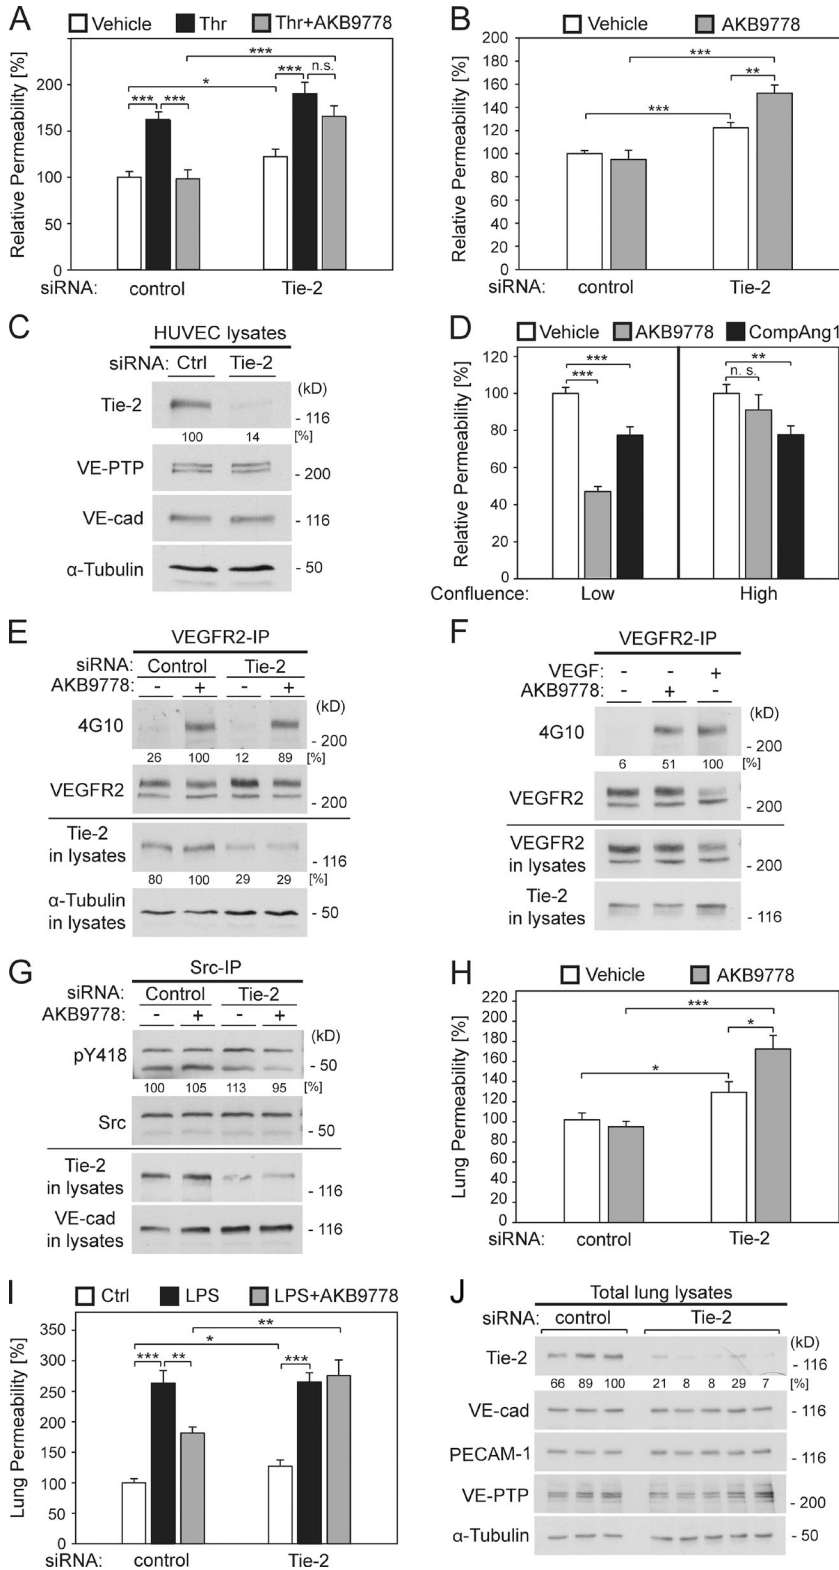 A
Vehicle Thr Thr+AKB9778
Relative Permeability [%]
200
150
100
50
0
***
*
***
n.s.
***
***
siRNA: control Tie-2
B
Vehicle AKB9778
Relative Permeability [%]
200
180
160
140
120
100
80
60
40
20
0
***
**
***
siRNA: control Tie-2
C
HUVEC lysates
siRNA: Ctrl Tie-2
(kD)
Tie-2
- 116
100 14 [%]
VE-PTP
- 200
VE-cad - 116
α-Tubulin - 50
D
Vehicle AKB9778 CompAng1
Relative Permeability [%]
120
100
80
60
40
20
0
***
***
**
n. s.
Confluence: Low High
E
VEGFR2-IP
siRNA: Control Tie-2
AKB9778: - + - +
(kD)
4G10
- 200
26 100 12 89 [%]
VEGFR2
- 200
Tie-2
in lysates
- 116
80 100 29 29 [%]
α-Tubulin
in lysates
- 50
F
VEGFR2-IP
VEGF: - - +
AKB9778: - + -
(kD)
4G10
- 200
6 51 100 [%]
VEGFR2
- 200
VEGFR2
in lysates
- 200
Tie-2
in lysates
- 116
G
Src-IP
siRNA: Control Tie-2
AKB9778: - + - +
(kD)
pY418
- 50
100 105 113 95 [%]
Src
- 50
Tie-2
in lysates
- 116
VE-cad
in lysates
- 116
H
Vehicle AKB9778
Lung Permeability [%]
220
200
180
160
140
120
100
80
60
40
20
0
***
*
*
siRNA: control Tie-2
I
Ctrl LPS LPS+AKB9778
Lung Permeability [%]
350
300
250
200
150
100
50
0
**
*
***
**
***
siRNA: control Tie-2
J
Total lung lysates
siRNA: control Tie-2
(kD)
Tie-2
- 116
66 89 100 21 8 8 29 7 [%]
VE-cad - 116
PECAM-1 - 116
VE-PTP
- 200
α-Tubulin - 50